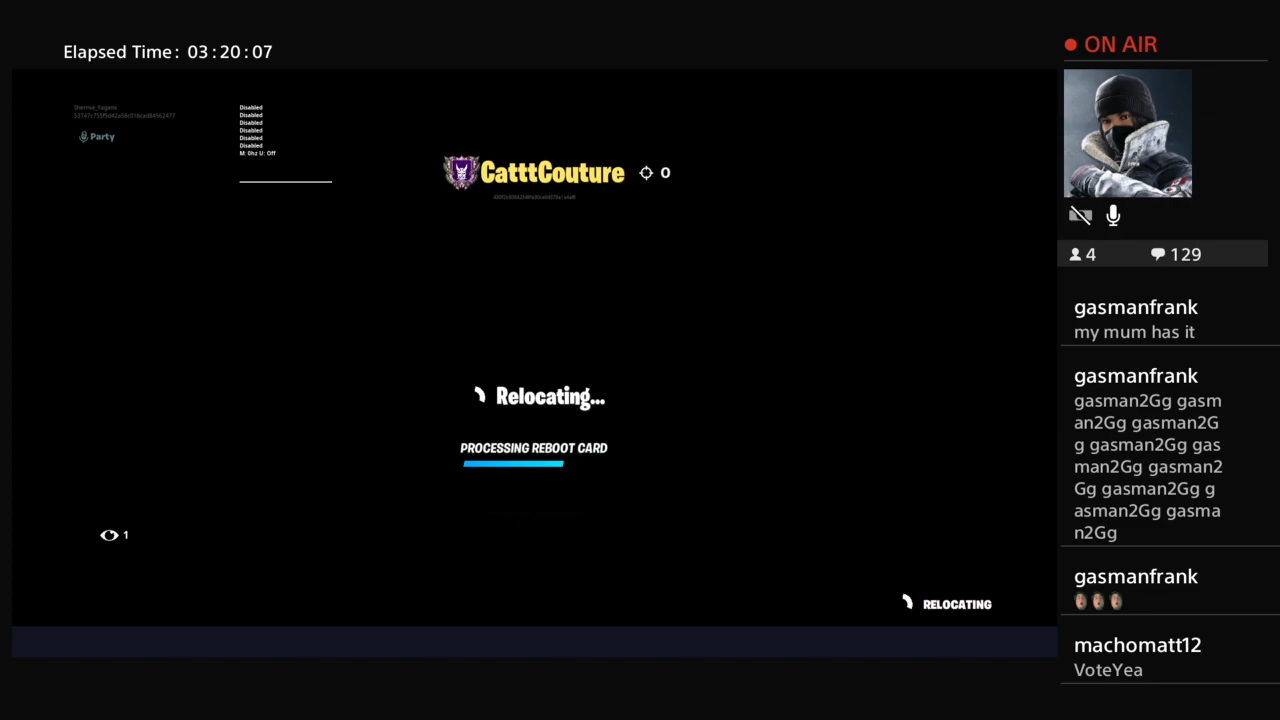 Elapsed Time: 03:20:07
ON AIR
Party
Disabled
Disabled
Disabled
Disabled
Disabled
Disabled
M: 0hz U: Off
CatttCouture 0
Relocating...
PROCESSING REBOOT CARD
1
RELOCATING
4 129
gasmanfrank
my mum has it
gasmanfrank
gasman2Gg gasm
an2Gg gasman2G
g gasman2Gg gas
man2Gg gasman2
Gg gasman2Gg g
asman2Gg gasma
n2Gg
gasmanfrank
machomatt12
VoteYea